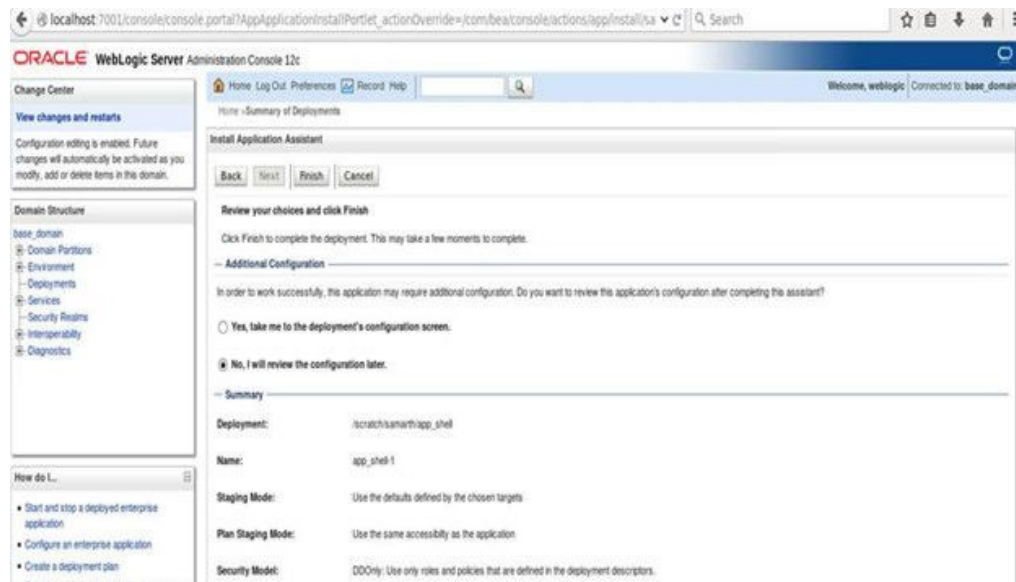 localhost:7001/console/console.portal?AppApplicationInstallPortlet_actionOverride=/com/bea/console/actions/app/install/sa
Search
ORACLE WebLogic Server Administration Console 12c
Change Center
View changes and restarts
Configuration editing is enabled. Future
changes will automatically be activated as you
modify, add or delete items in this domain.
Domain Structure
base_domain
Domain Partitions
Environment
Deployments
Services
Security Realms
Interoperability
Diagnostics
How do I...
Start and stop a deployed enterprise
application
Configure an enterprise application
Create a deployment plan
Home Log Out Preferences Record Help
Welcome, weblogic Connected to: base_domain
Home >Summary of Deployments
Install Application Assistant
Back Next Finish Cancel
Review your choices and click Finish
Click Finish to complete the deployment. This may take a few moments to complete.
Additional Configuration
In order to work successfully, this application may require additional configuration. Do you want to review this application's configuration after completing this assistant?
Yes, take me to the deployment's configuration screen.
No, I will review the configuration later.
Summary
Deployment: /scratch/samarth/app_shell
Name: app_shell-1
Staging Mode: Use the defaults defined by the chosen targets
Plan Staging Mode: Use the same accessibility as the application
Security Model: DDOnly: Use only roles and policies that are defined in the deployment descriptors.